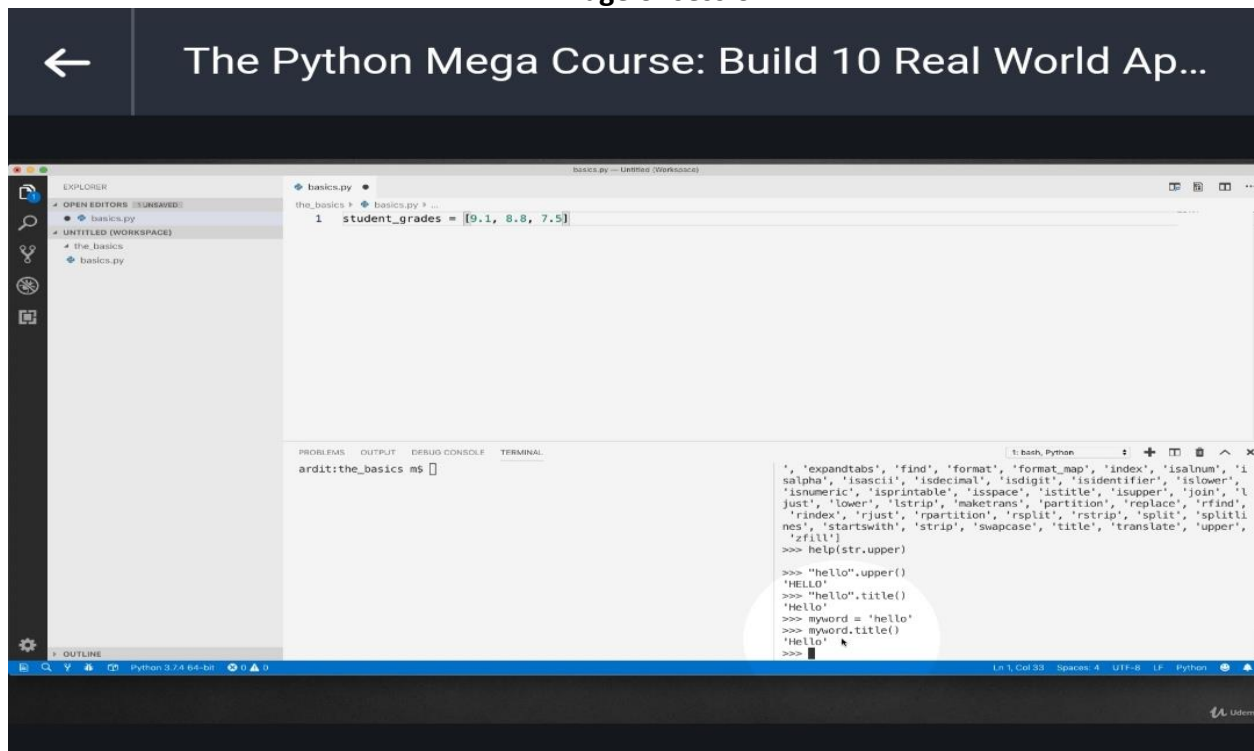 The Python Mega Course: Build 10 Real World Ap...
basics.py — Untitled (Workspace)
EXPLORER
OPEN EDITORS 1 UNSAVED
basics.py
UNTITLED (WORKSPACE)
the_basics
basics.py
OUTLINE
basics.py
the_basics basics.py ...
1 student_grades = [9.1, 8.8, 7.5]
PROBLEMS OUTPUT DEBUG CONSOLE TERMINAL
1: bash, Python
ardit:the_basics m$
', 'expandtabs', 'find', 'format', 'format_map', 'index', 'isalnum', 'i
salpha', 'isascii', 'isdecimal', 'isdigit', 'isidentifier', 'islower',
'isnumeric', 'isprintable', 'isspace', 'istitle', 'isupper', 'join', 'l
just', 'lower', 'lstrip', 'maketrans', 'partition', 'replace', 'rfind',
'rindex', 'rjust', 'rpartition', 'rsplit', 'rstrip', 'split', 'splitli
nes', 'startswith', 'strip', 'swapcase', 'title', 'translate', 'upper',
'zfill']
>>> help(str.upper)
>>> "hello".upper()
'HELLO'
>>> "hello".title()
'Hello'
>>> myword = 'hello'
>>> myword.title()
'Hello'
>>>
Python 3.7.4 64-bit 0 0
Ln 1, Col 33 Spaces: 4 UTF-8 LF Python